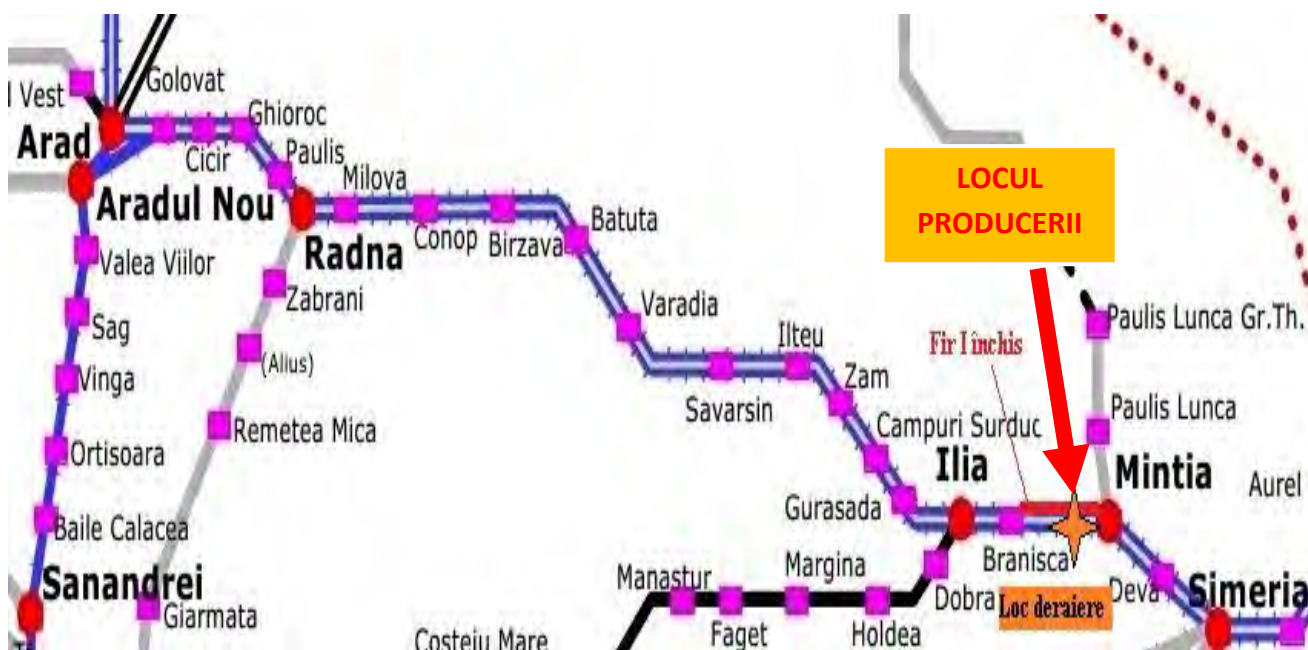 Golovat
l Vest
Ghioroc
Arad
Cicir
Paulis
Milova
Aradul Nou
Radna
Conop
Birzava
Batuta
Valea Viilor
Zabrani
Sag
(Alius)
Vinga
Remetea Mica
Ortisoara
Baile Calacea
Sanandrei
Giarmata
Varadia
Ilteu
Savarsin
Zam
Campuri Surduc
Gurasada
Ilia
LOCUL
PRODUCERII
Fir I închis
Paulis Lunca Gr.Th.
Paulis Lunca
Mintia
Aurel
Branisca
Loc deraiere
Deva
Simeria
Dobra
Manastur
Margina
Faget
Holdea
Costeiu Mare